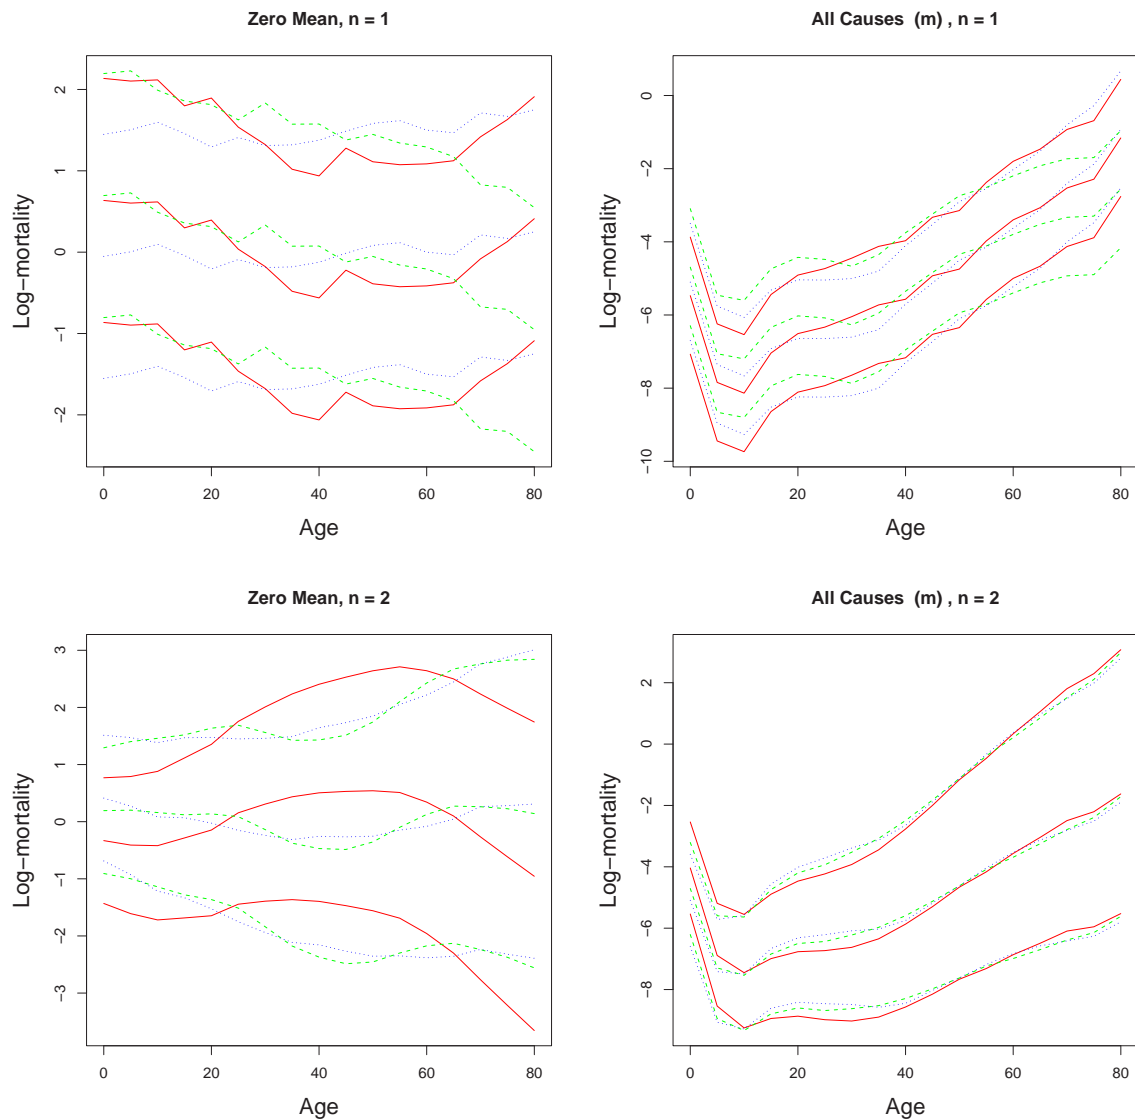 Zero Mean, n = 1
Log−mortality
2
1
0
−1
−2
0 20 40 60 80
Age
All Causes (m) , n = 1
Log−mortality
0
−2
−4
−6
−8
−10
0 20 40 60 80
Age
Zero Mean, n = 2
Log−mortality
3
2
1
0
−1
−2
−3
0 20 40 60 80
Age
All Causes (m) , n = 2
Log−mortality
2
0
−2
−4
−6
−8
0 20 40 60 80
Age